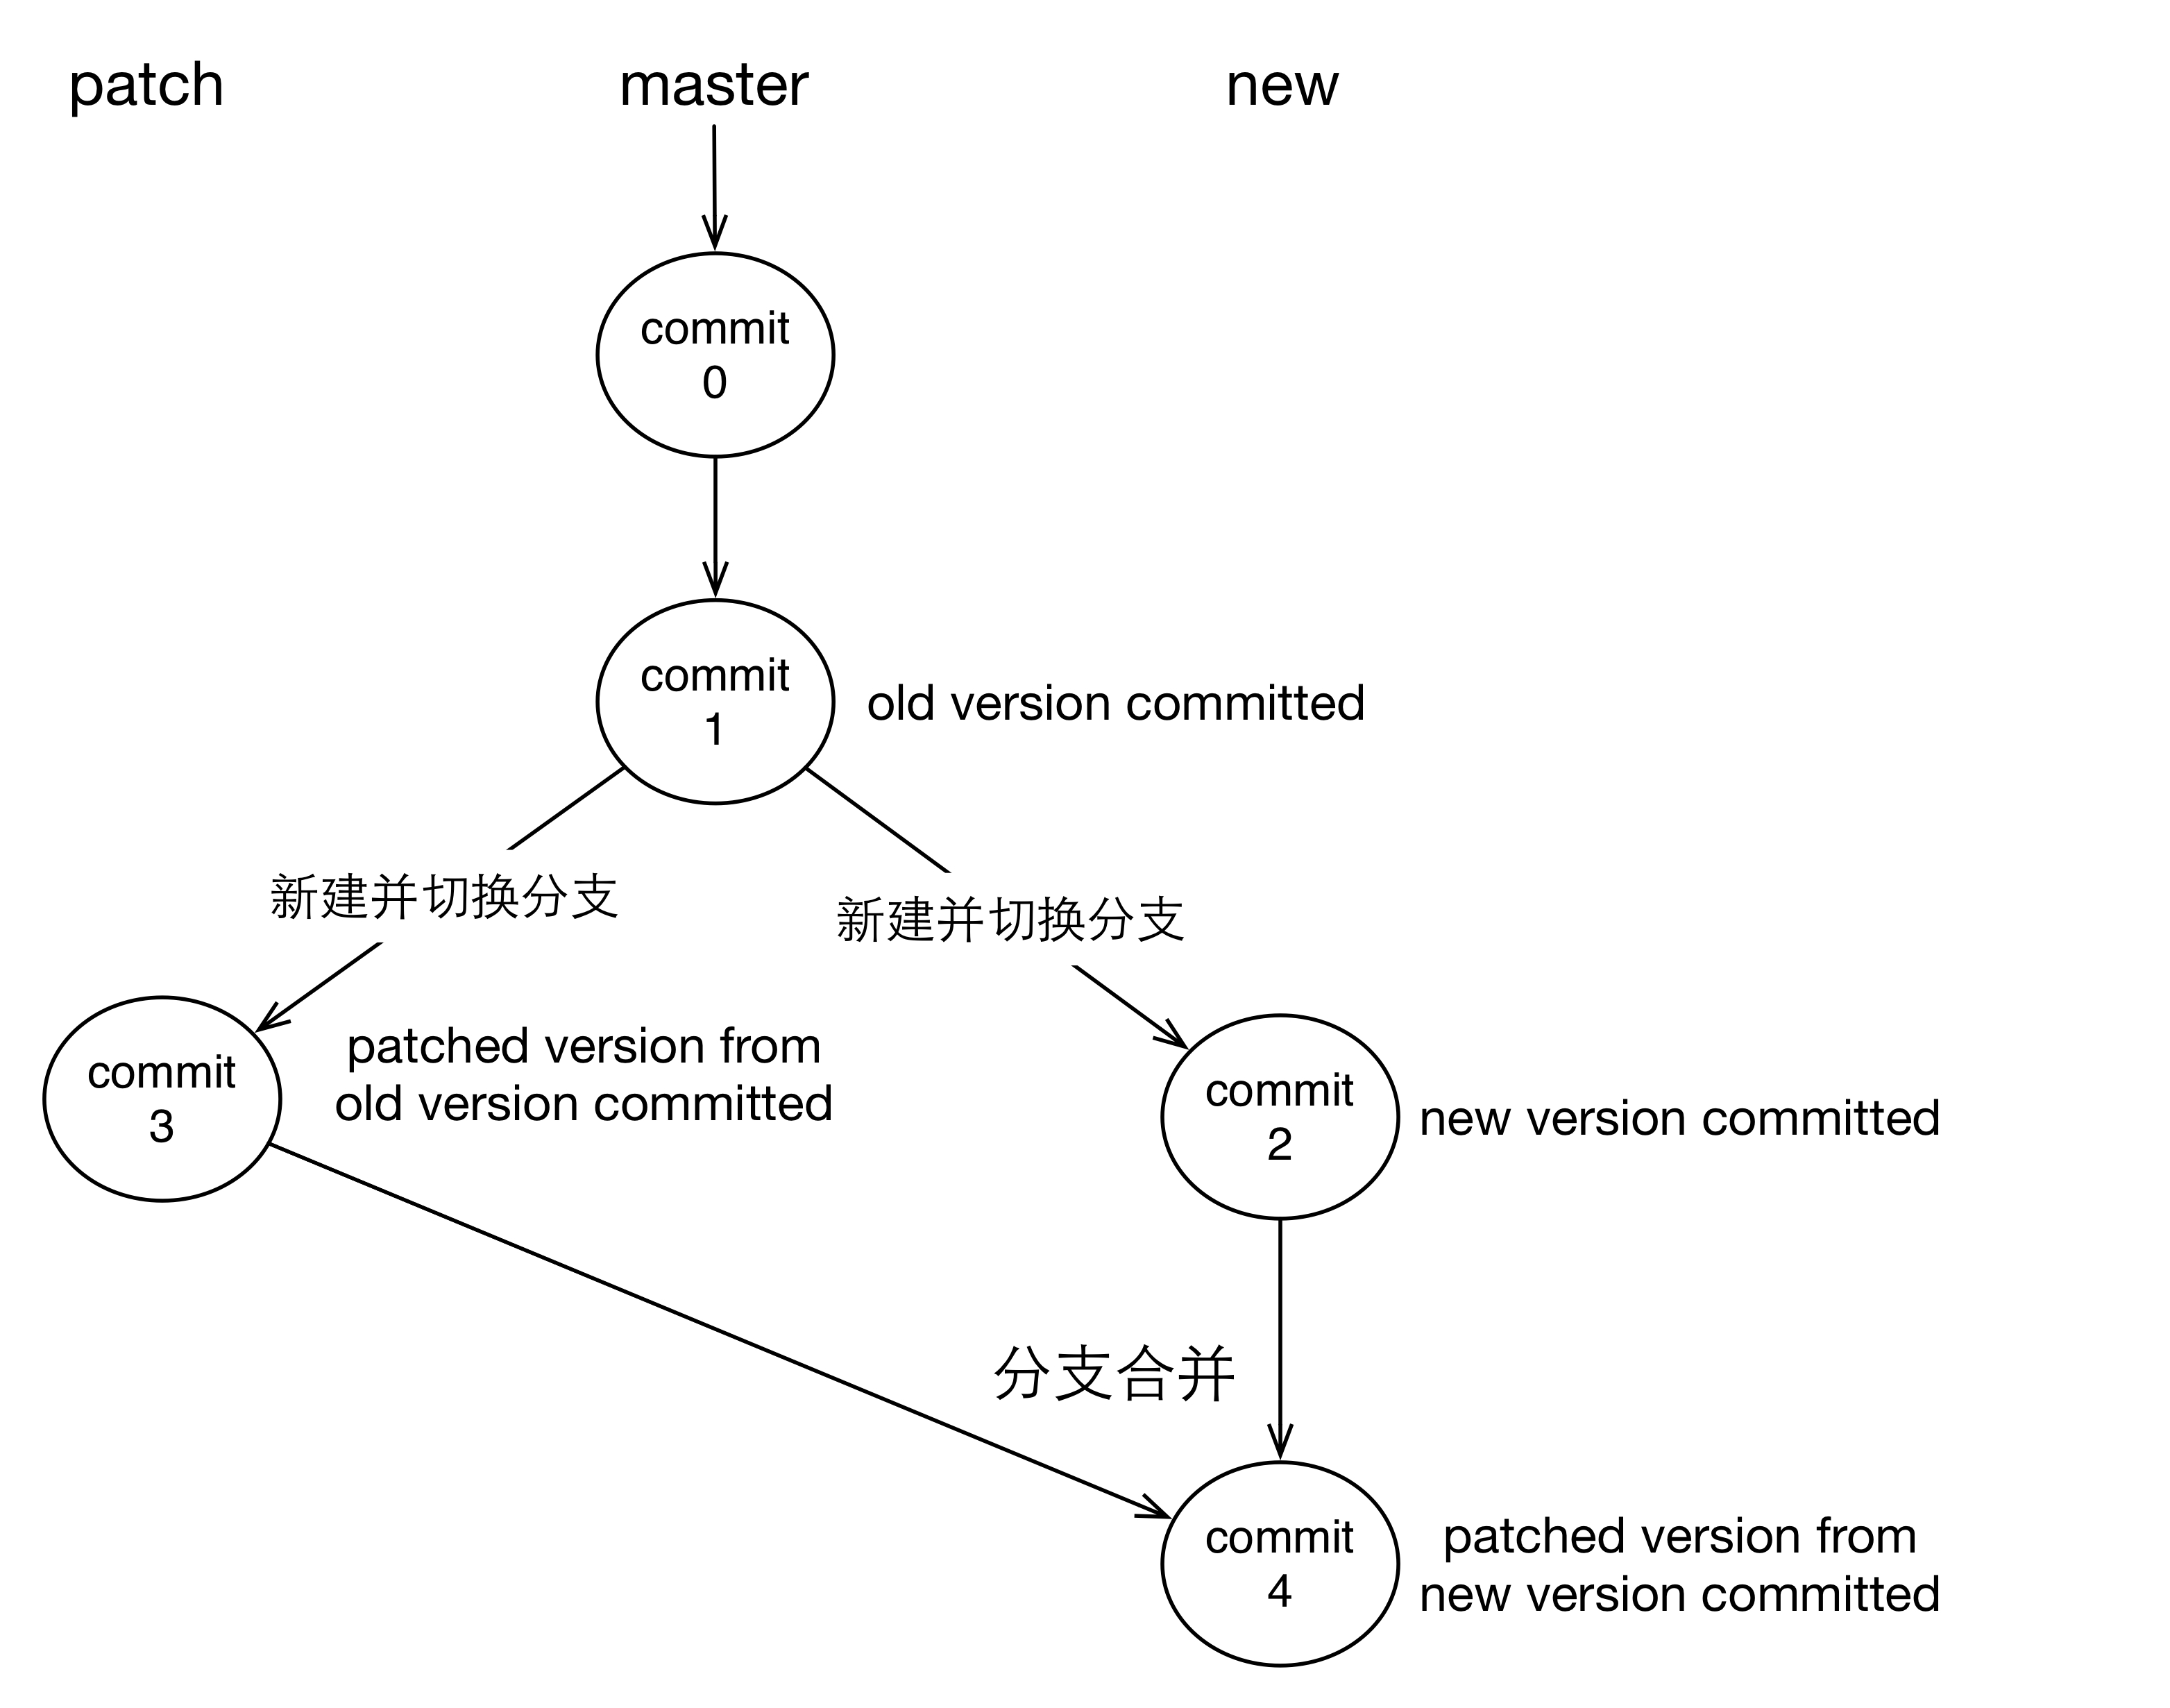 patch
master
new
commit
0
commit
1
old version committed
新建并切换分支
新建并切换分支
commit
3
patched version from
old version committed
commit
2
new version committed
分支合并
commit
4
patched version from
new version committed